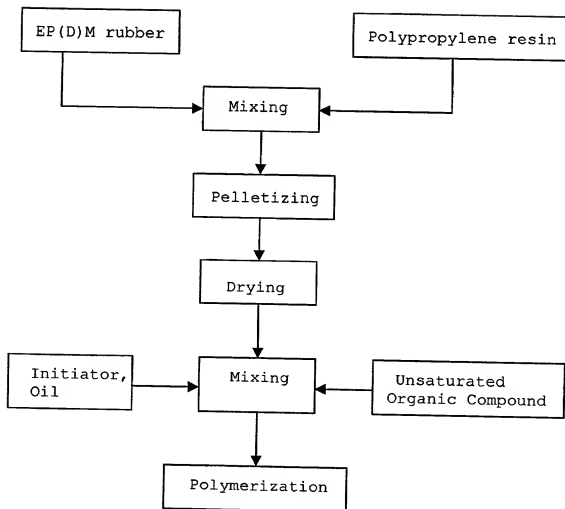 EP(D)M rubber
Polypropylene resin
Mixing
Pelletizing
Drying
Initiator,
Oil
Mixing
Unsaturated
Organic Compound
Polymerization